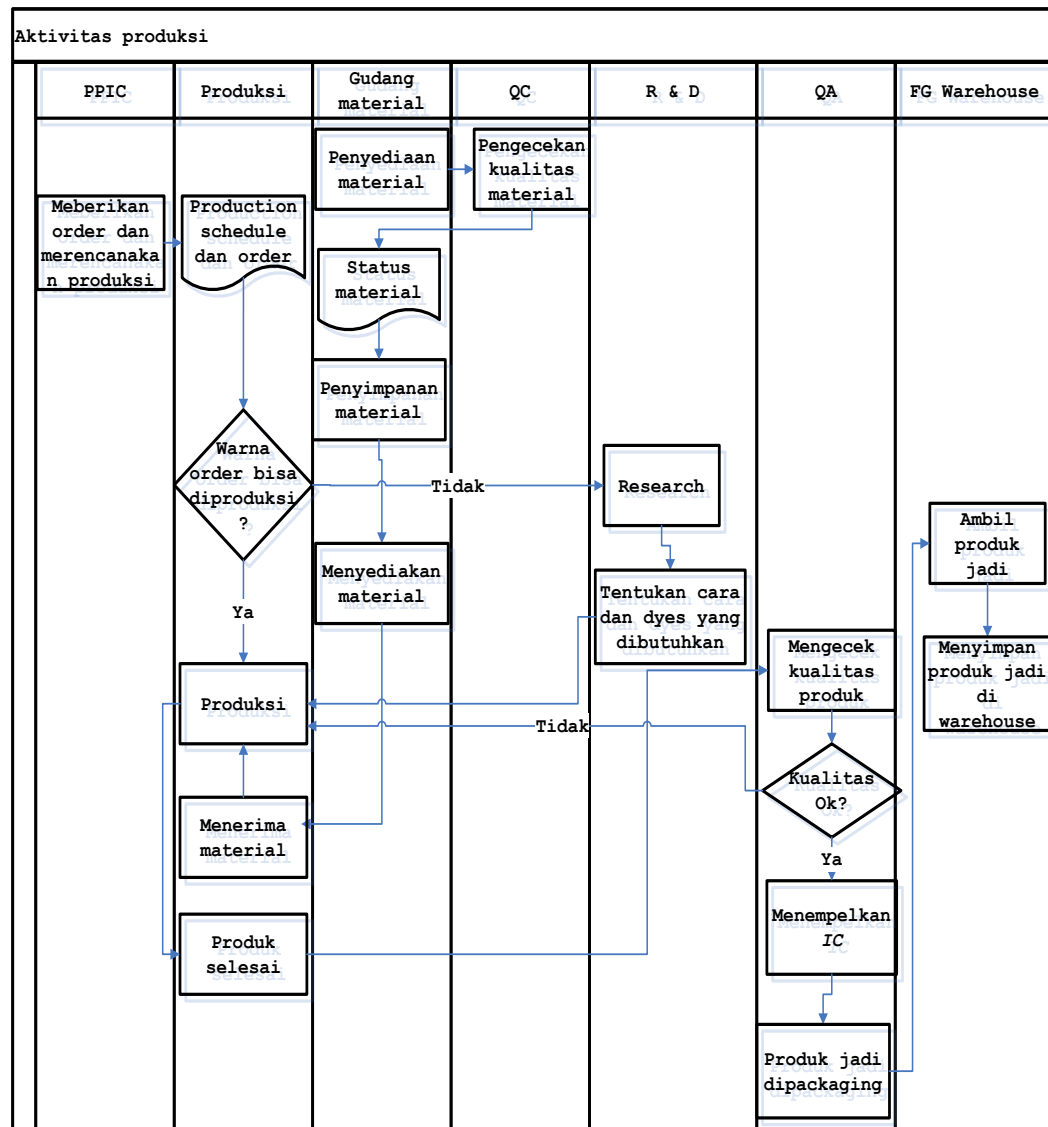 Aktivitas produksi
PPIC
Produksi
Gudang
material
QC
R & D
QA
FG Warehouse
Penyediaan
material
Pengecekan
kualitas
material
Meberikan
order dan
merencanaka
n produksi
Production
schedule
dan order
Status
material
Penyimpanan
material
Warna
order bisa
diproduksi
?
Tidak
Research
Ambil
produk
jadi
Menyediakan
material
Tentukan cara
dan dyes yang
dibutuhkan
Ya
Mengecek
kualitas
produk
Menyimpan
produk jadi
di
warehouse
Produksi
Tidak
Kualitas
Ok?
Menerima
material
Ya
Menempelkan
IC
Produk
selesai
Produk jadi
dipackaging